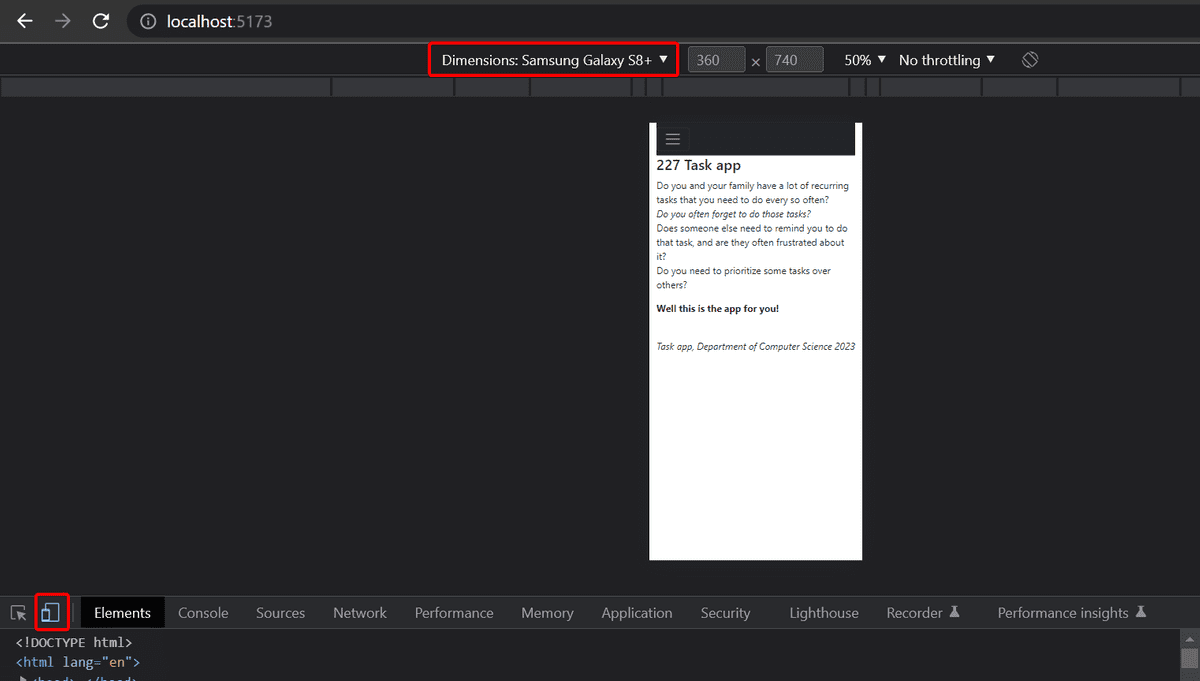 localhost:5173
Dimensions: Samsung Galaxy S8+ ▼ 360 × 740 50% ▼ No throttling ▼
227 Task app
Do you and your family have a lot of recurring
tasks that you need to do every so often?
Do you often forget to do those tasks?
Does someone else need to remind you to do
that task, and are they often frustrated about
it?
Do you need to prioritize some tasks over
others?
Well this is the app for you!
Task app, Department of Computer Science 2023
Elements Console Sources Network Performance Memory Application Security Lighthouse Recorder Performance insights
<!DOCTYPE html>
<html lang="en">